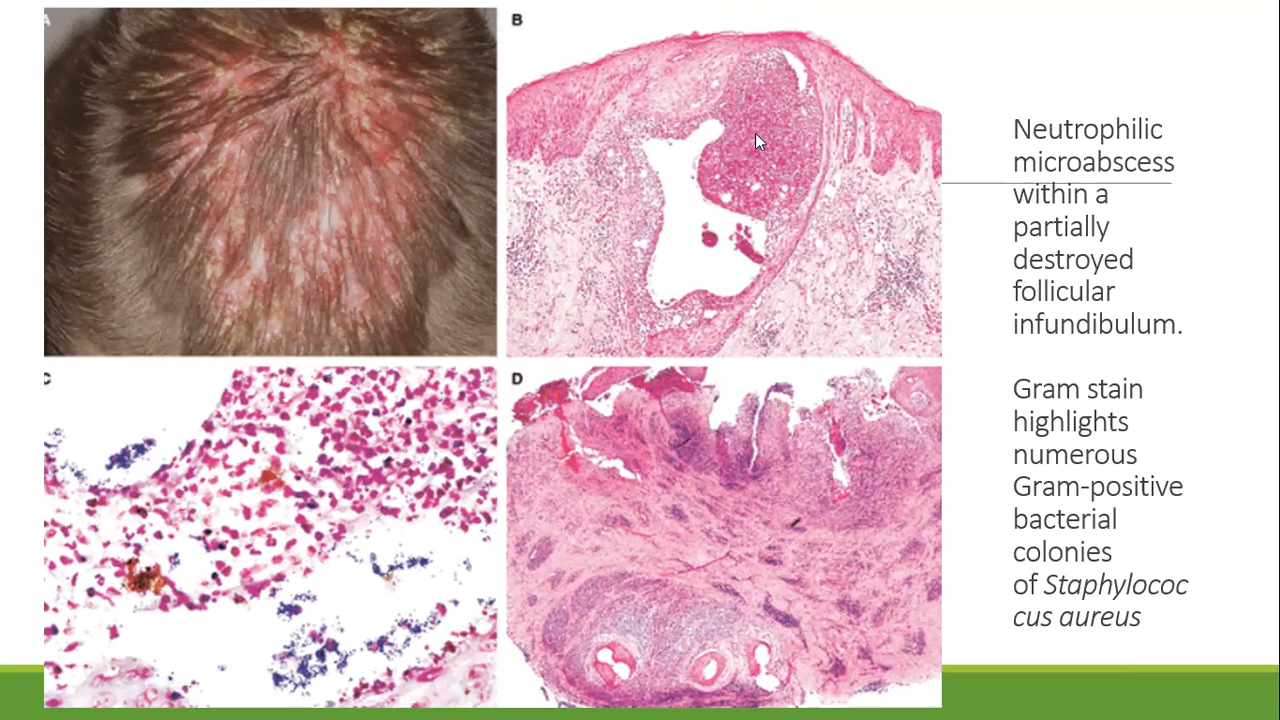 A
B
Neutrophilic
microabscess
within a
partially
destroyed
follicular
infundibulum.
C
D
Gram stain
highlights
numerous
Gram-positive
bacterial
colonies
of Staphylococ
cus aureus